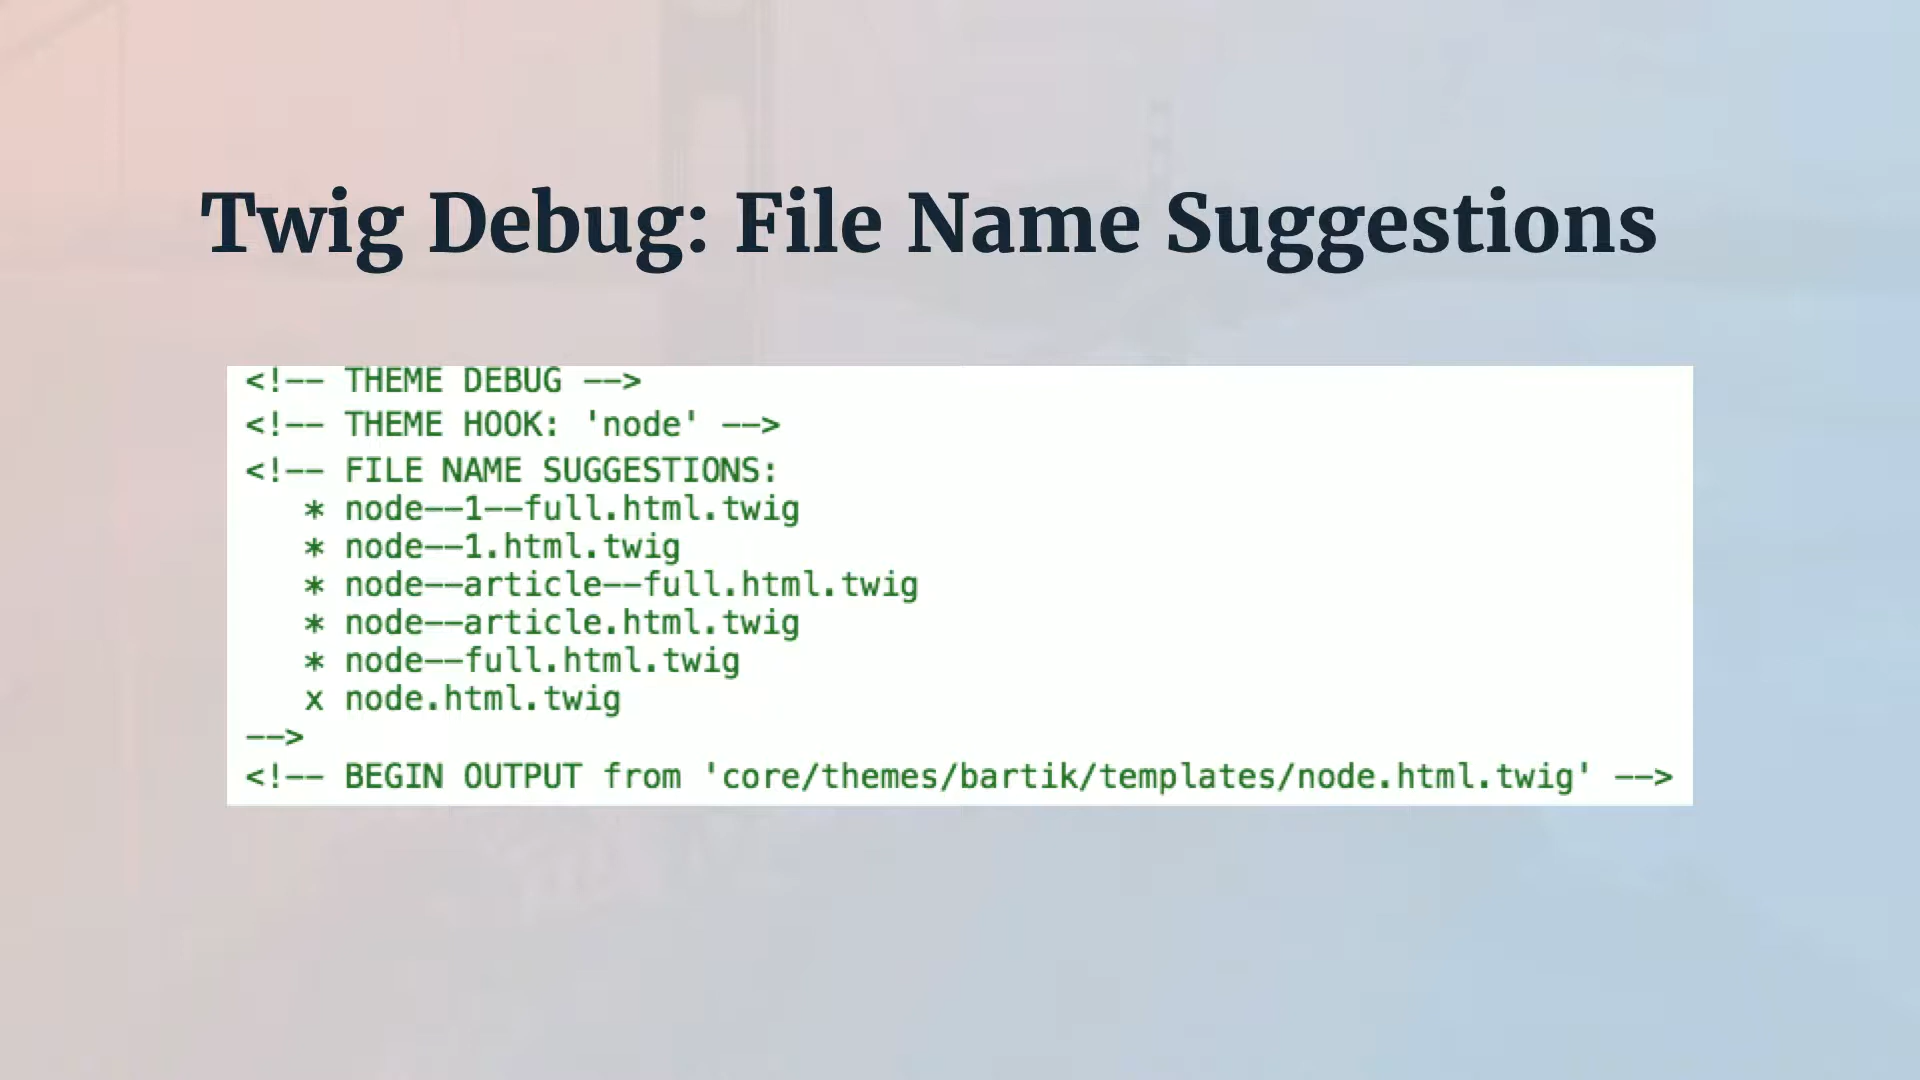 Twig Debug: File Name Suggestions
<!-- THEME DEBUG -->
<!-- THEME HOOK: 'node' -->
<!-- FILE NAME SUGGESTIONS:
* node--1--full.html.twig
* node--1.html.twig
* node--article--full.html.twig
* node--article.html.twig
* node--full.html.twig
x node.html.twig
-->
<!-- BEGIN OUTPUT from 'core/themes/bartik/templates/node.html.twig' -->